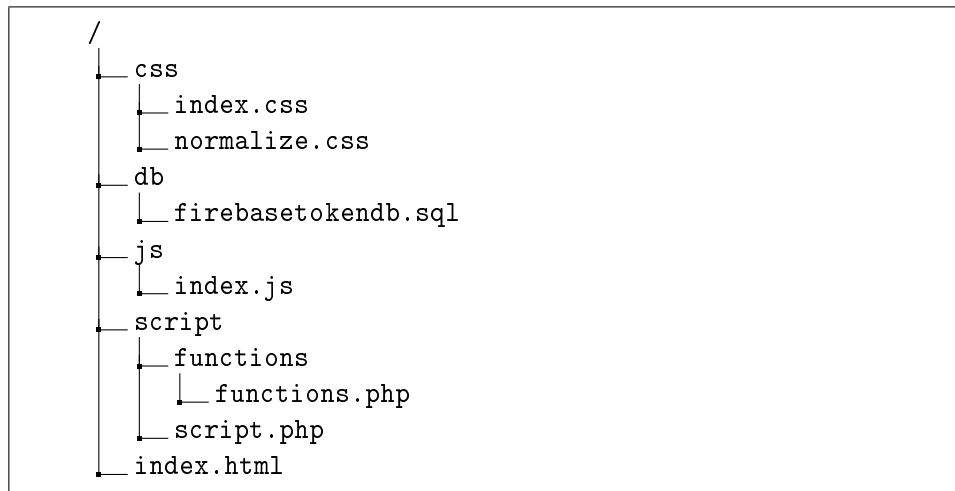 /
css
index.css
normalize.css
db
firebasetokendb.sql
js
index.js
script
functions
functions.php
script.php
index.html